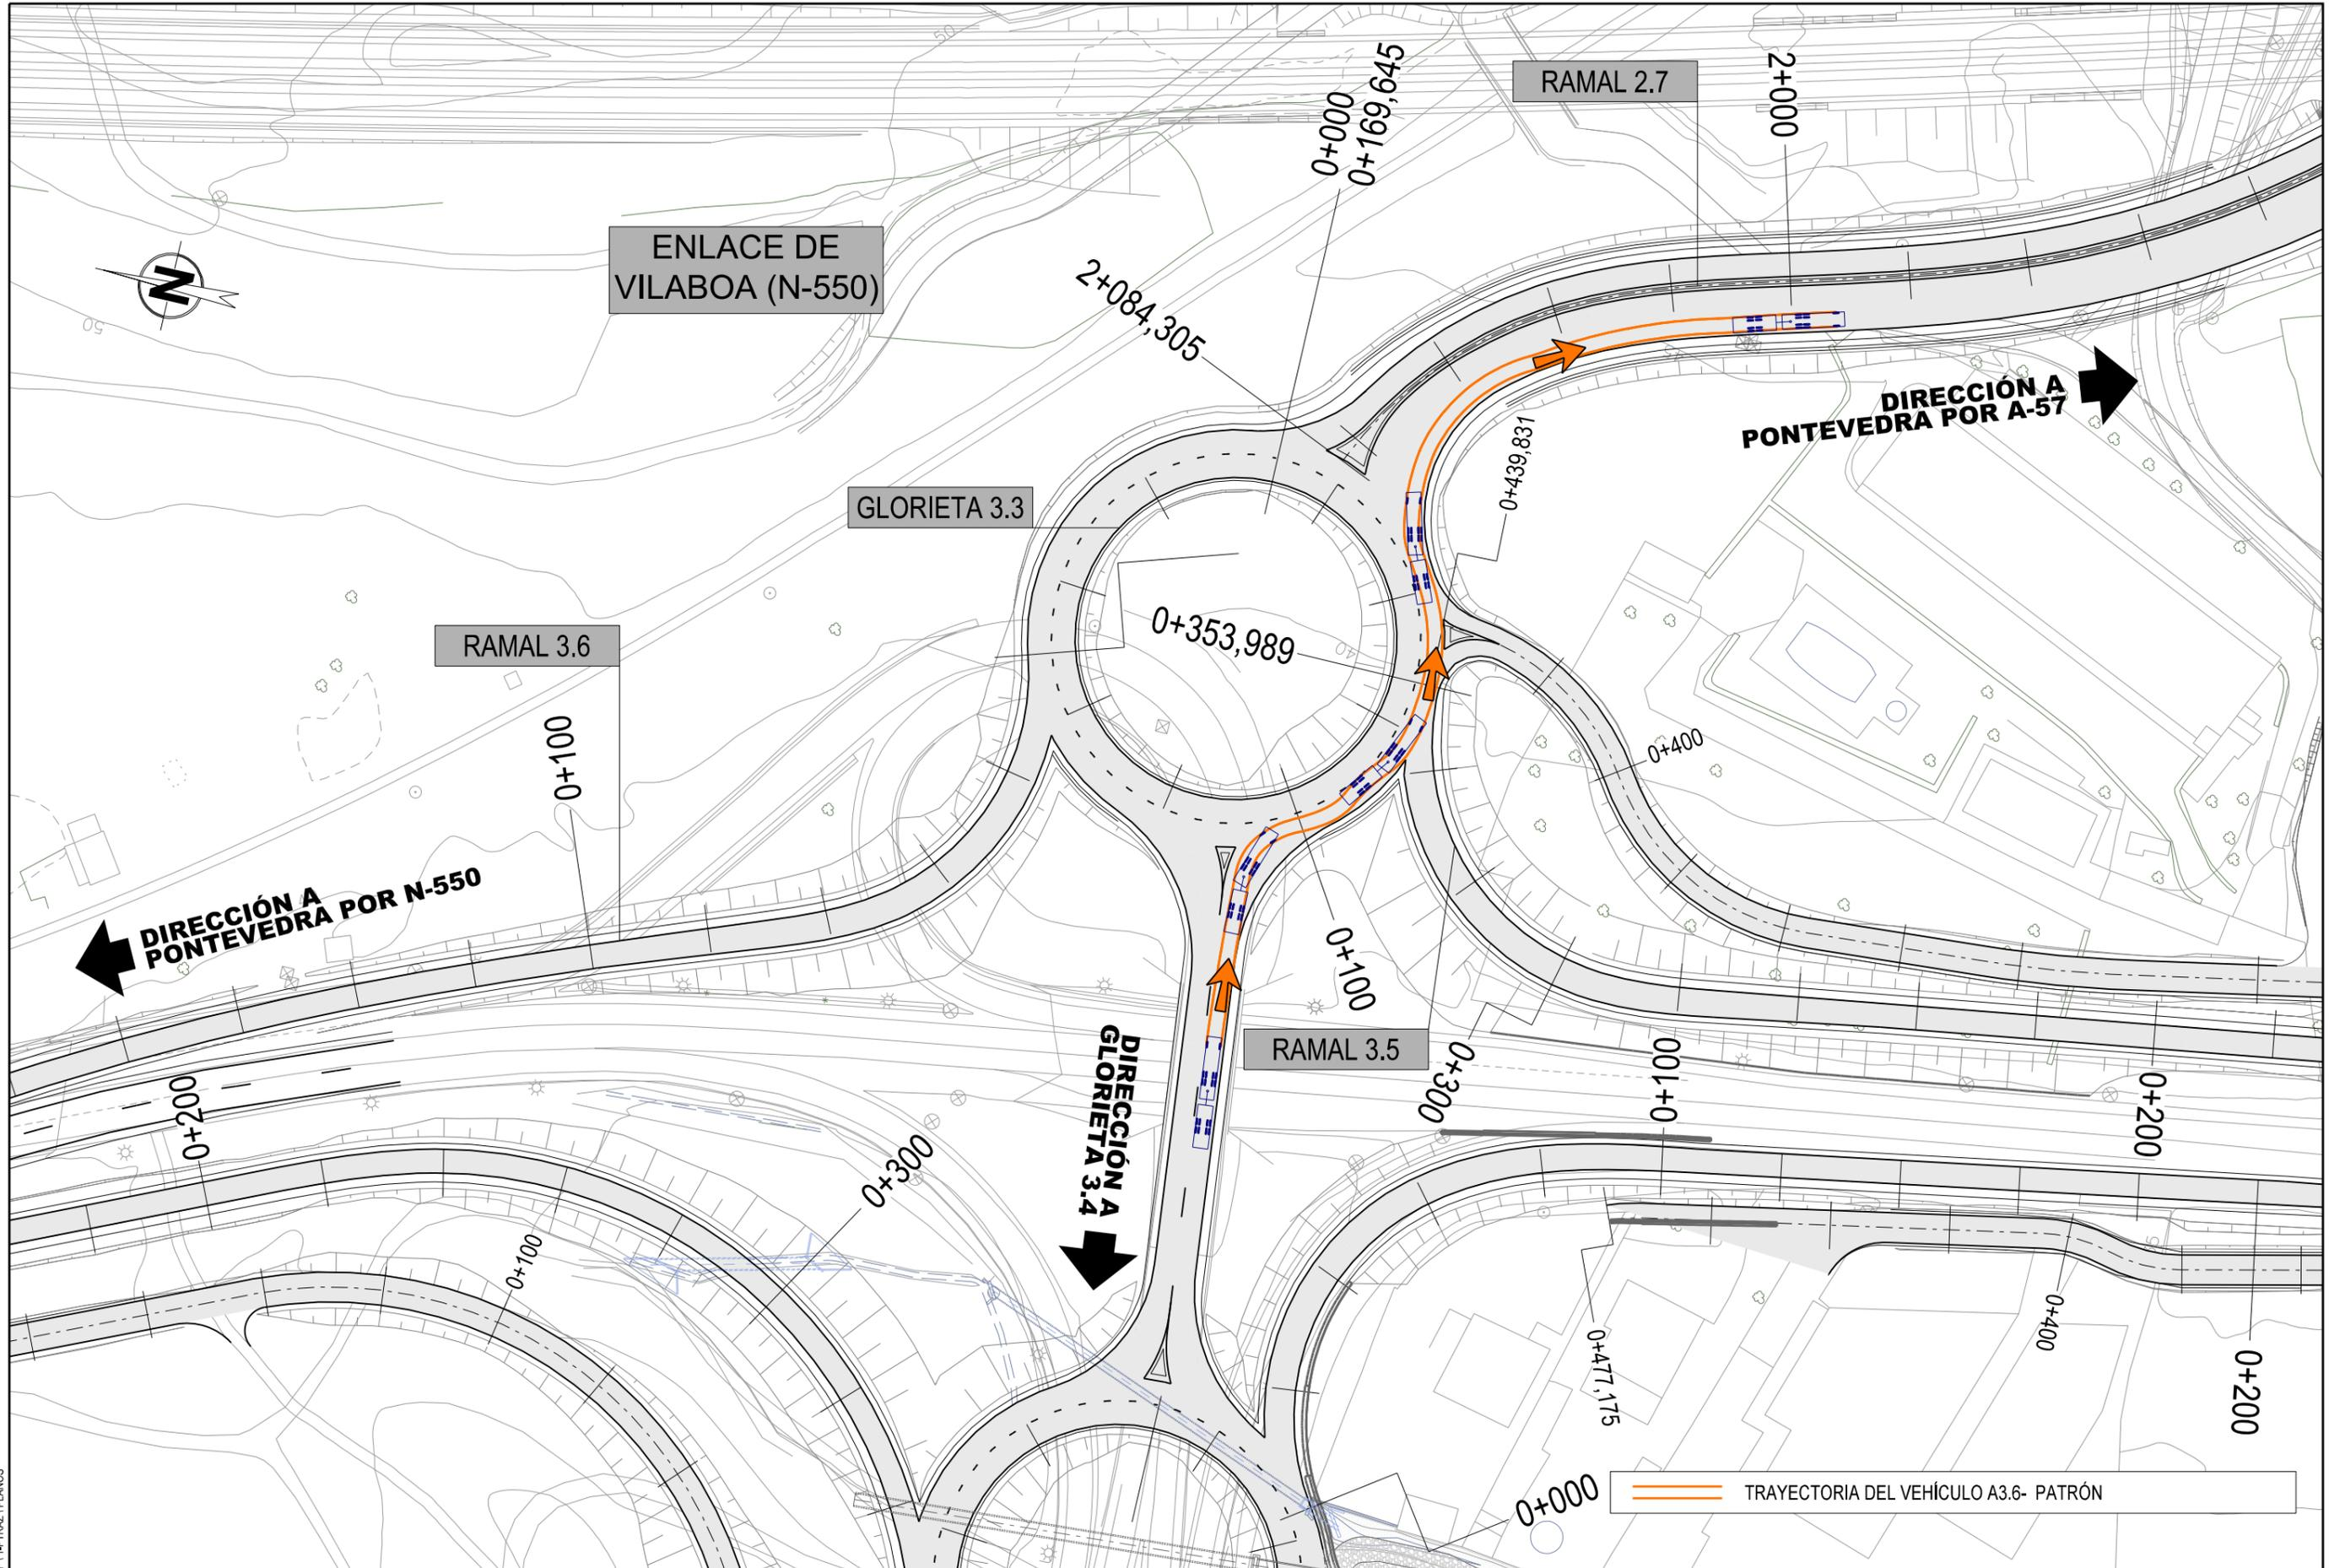 50
0+000
0+169,645
RAMAL 2.7
2+000
ENLACE DE
VILABOA (N-550)
N
50
2+084,305
DIRECCIÓN A
PONTEVEDRA POR A-57
0+439,831
GLORIETA 3.3
0+353,989
40
RAMAL 3.6
0+100
0+400
DIRECCIÓN A
PONTEVEDRA POR N-550
0+100
RAMAL 3.5
DIRECCIÓN A
GLORIETA 3.4
0+300
0+100
0+200
0+200
0+300
0+100
0+477,175
0+400
0+200
0+000
TRAYECTORIA DEL VEHÍCULO A3.6- PATRÓN